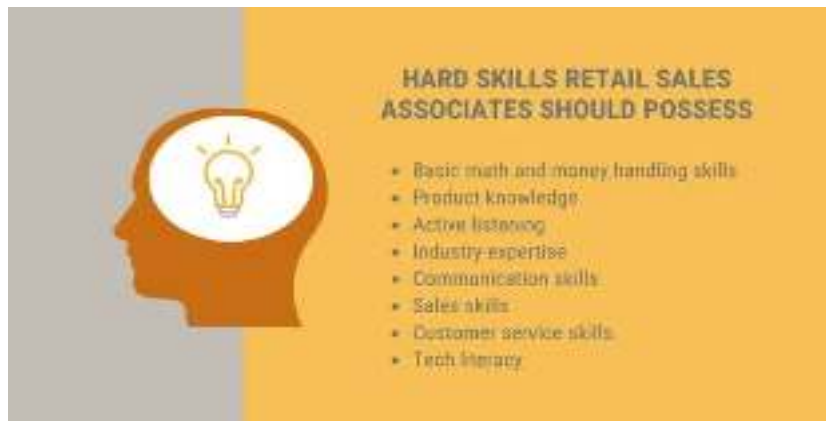 HARD SKILLS RETAIL SALES
ASSOCIATES SHOULD POSSESS
• Basic math and money handling skills
• Product knowledge
• Active listening
• Industry expertise
• Communication skills
• Sales skills
• Customer service skills
• Tech literacy